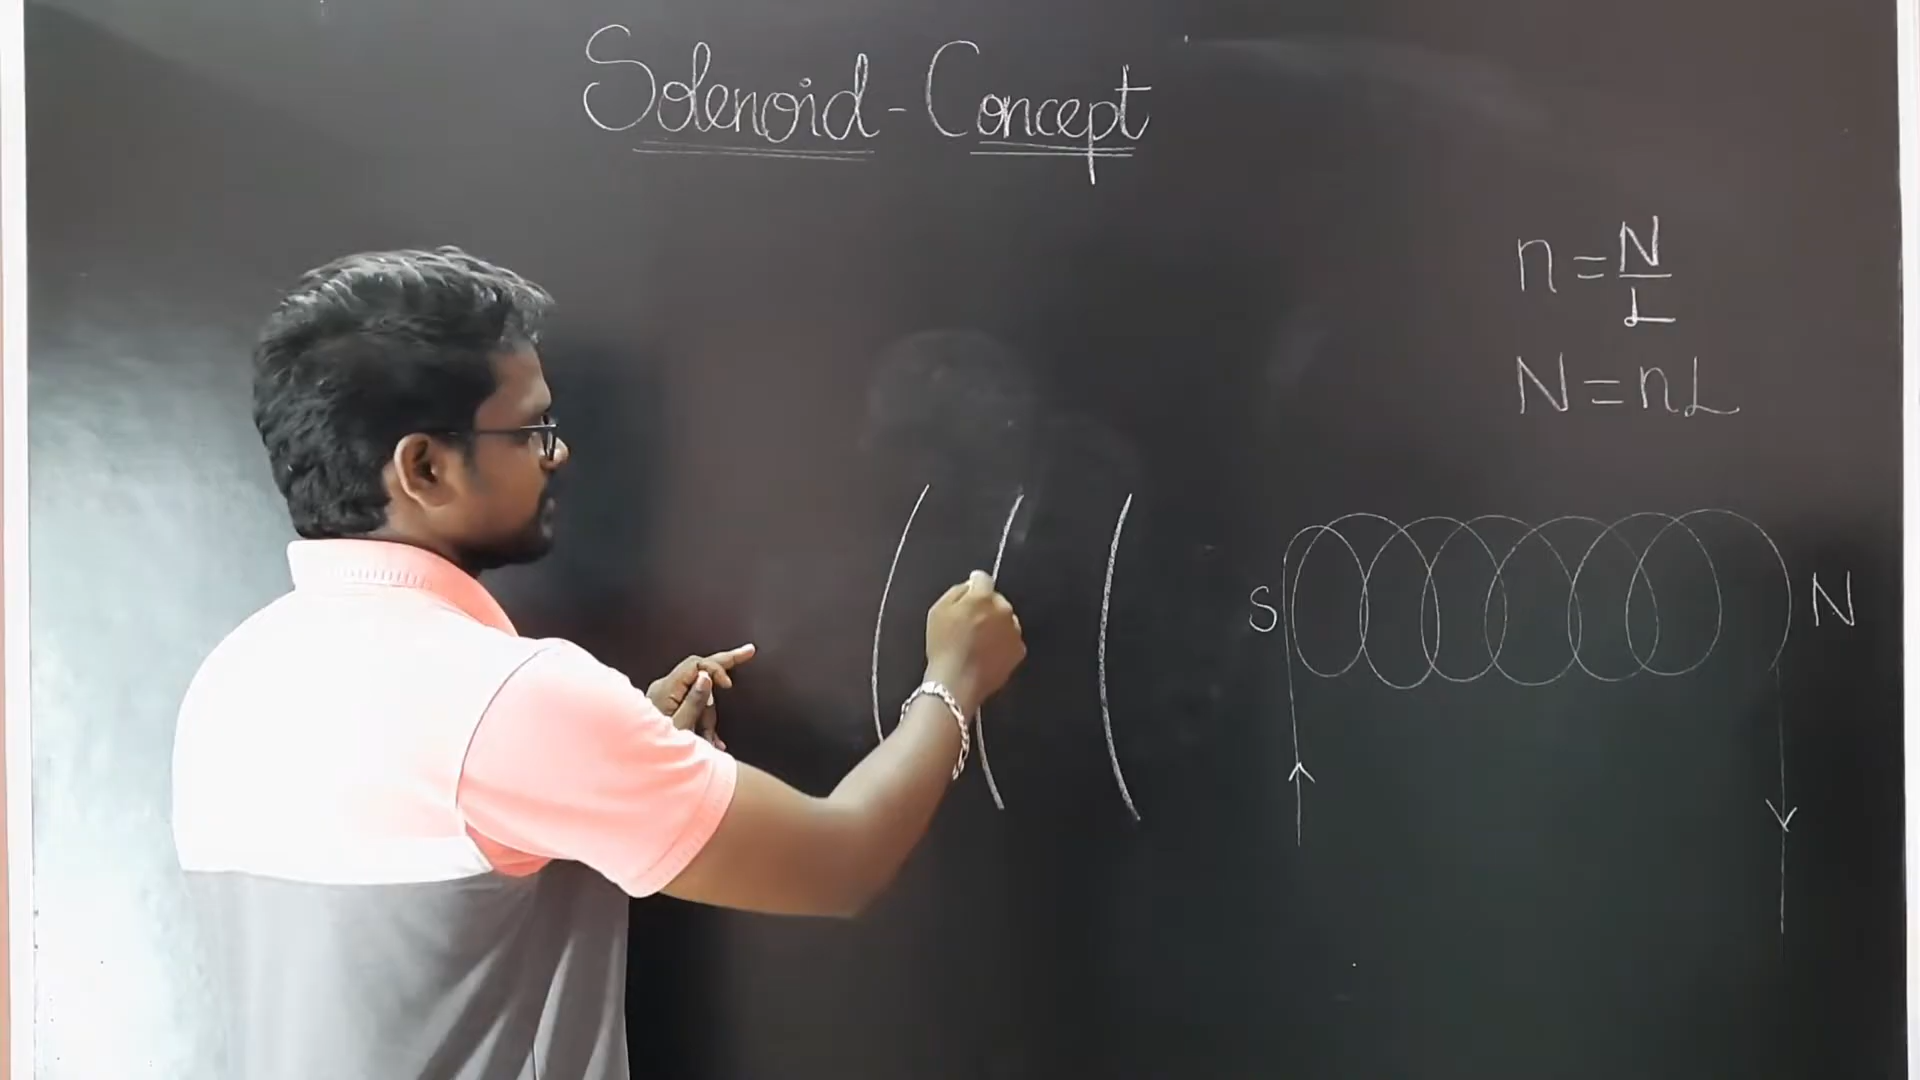 Solenoid - Concept
n = N/L
N = nL
S
N